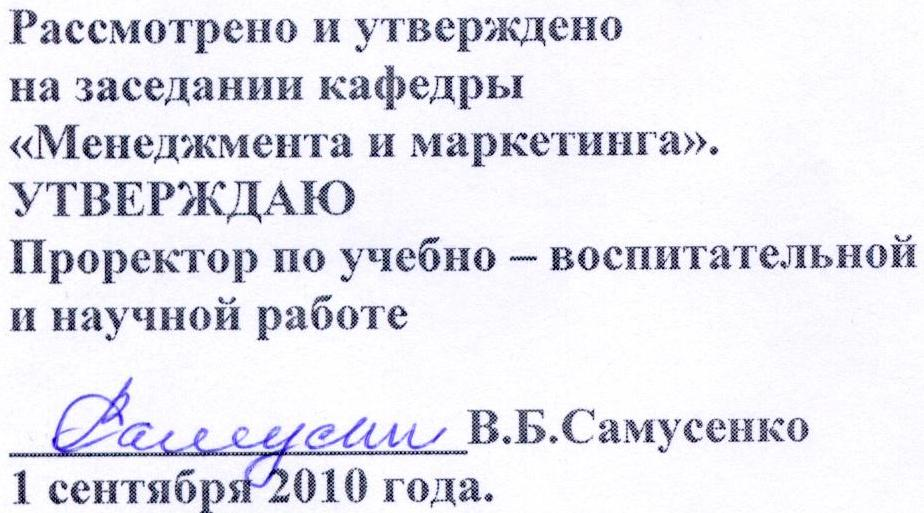 Рассмотрено и утверждено
на заседании кафедры
«Менеджмента и маркетинга».
УТВЕРЖДАЮ
Проректор по учебно – воспитательной
и научной работе
В.Б.Самусенко
1 сентября 2010 года.